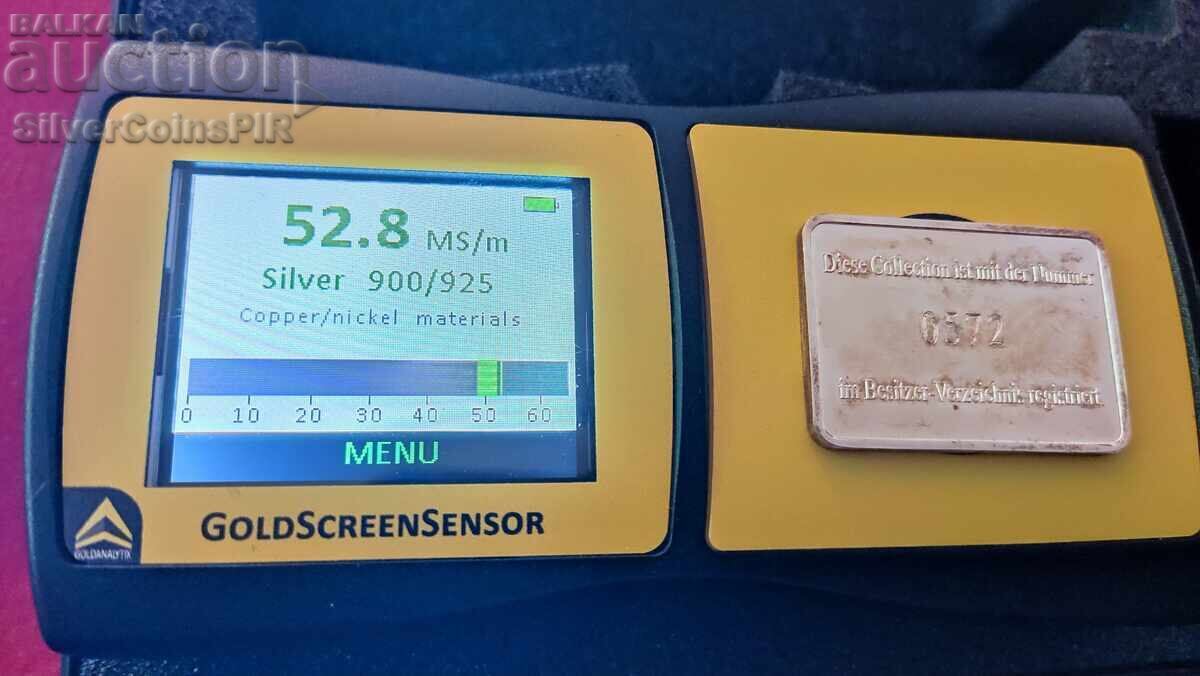 BALKAN
auction
SilverCoinsPIR
52.8 MS/m
Silver 900/925
Copper/nickel materials
0 10 20 30 40 50 60
MENU
GOLDANALYTIX
GOLDSCREENSENSOR
Diese Collection ist mit der Nummer
0572
im Besitzer-Verzeichnis registriert.